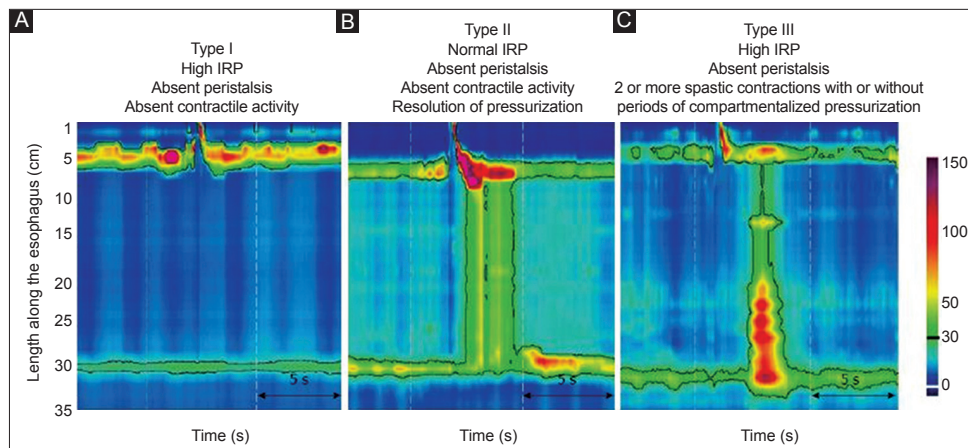 A
Type I
High IRP
Absent peristalsis
Absent contractile activity
B
Type II
Normal IRP
Absent peristalsis
Absent contractile activity
Resolution of pressurization
C
Type III
High IRP
Absent peristalsis
2 or more spastic contractions with or without
periods of compartmentalized pressurization
Length along the esophagus (cm)
1
5
10
15
20
25
30
35
5 s
5 s
5 s
150
100
50
30
0
Time (s)
Time (s)
Time (s)